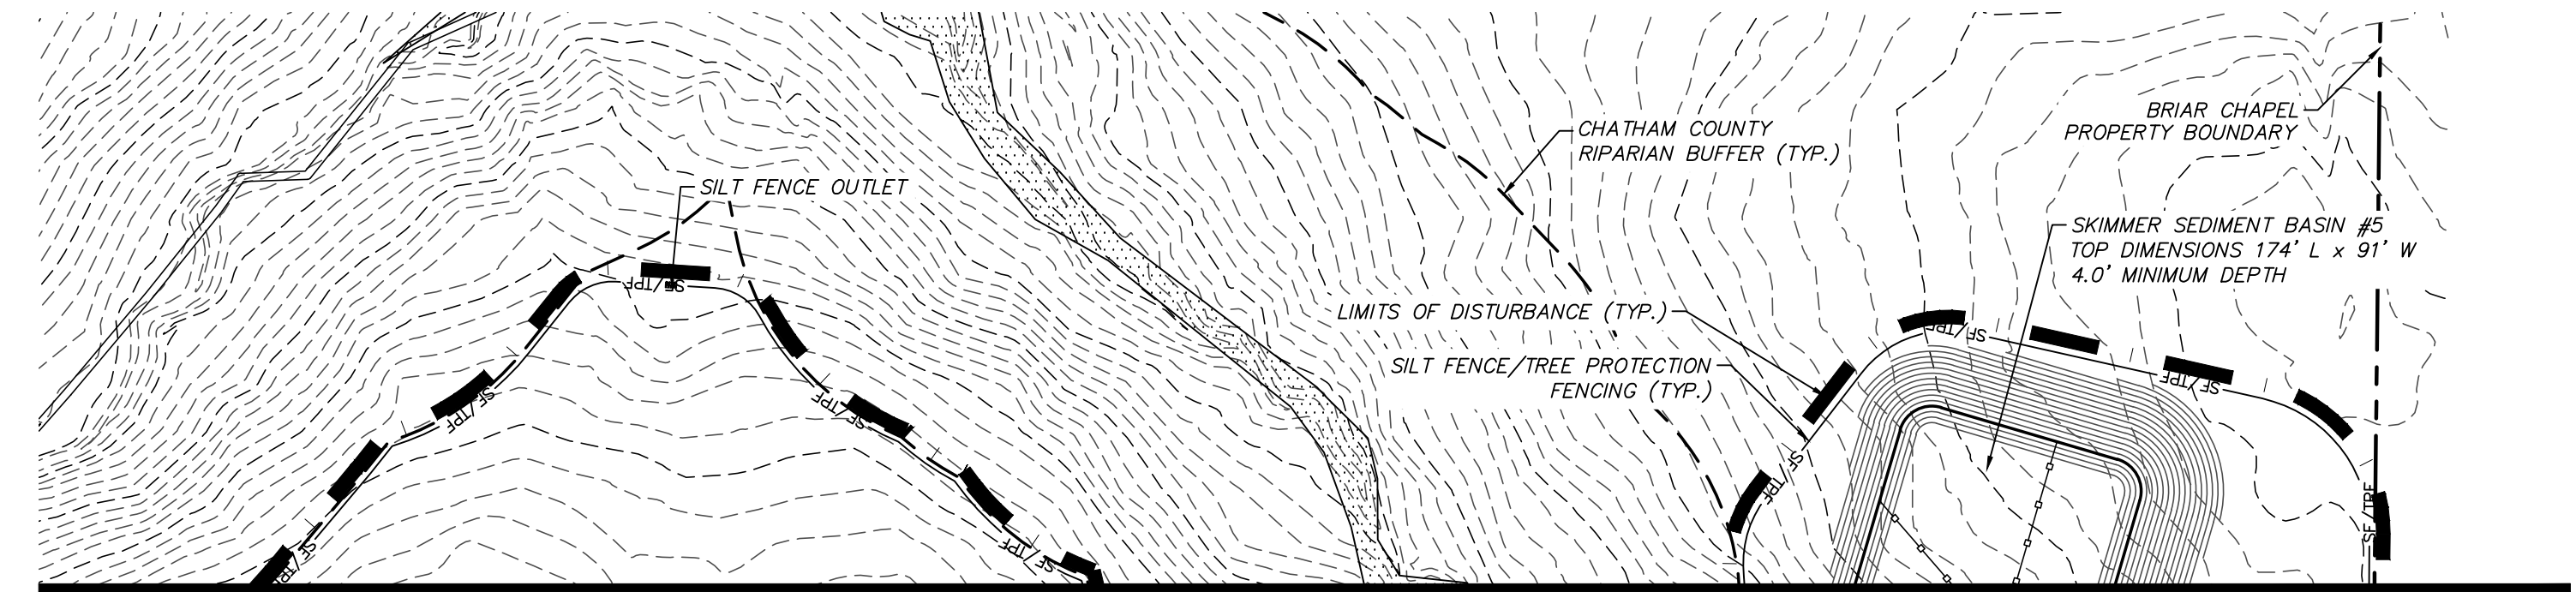 BRIAR CHAPEL
PROPERTY BOUNDARY
CHATHAM COUNTY
RIPARIAN BUFFER (TYP.)
SILT FENCE OUTLET
SKIMMER SEDIMENT BASIN #5
TOP DIMENSIONS 174' L x 91' W
4.0' MINIMUM DEPTH
LIMITS OF DISTURBANCE (TYP.)
SILT FENCE/TREE PROTECTION
FENCING (TYP.)
SF/TPF
SF/TPF
SF/TPF
SF/TPF
SF/TPF
SF/TPF
SF/TPF
SF/TPF
SF/TPF